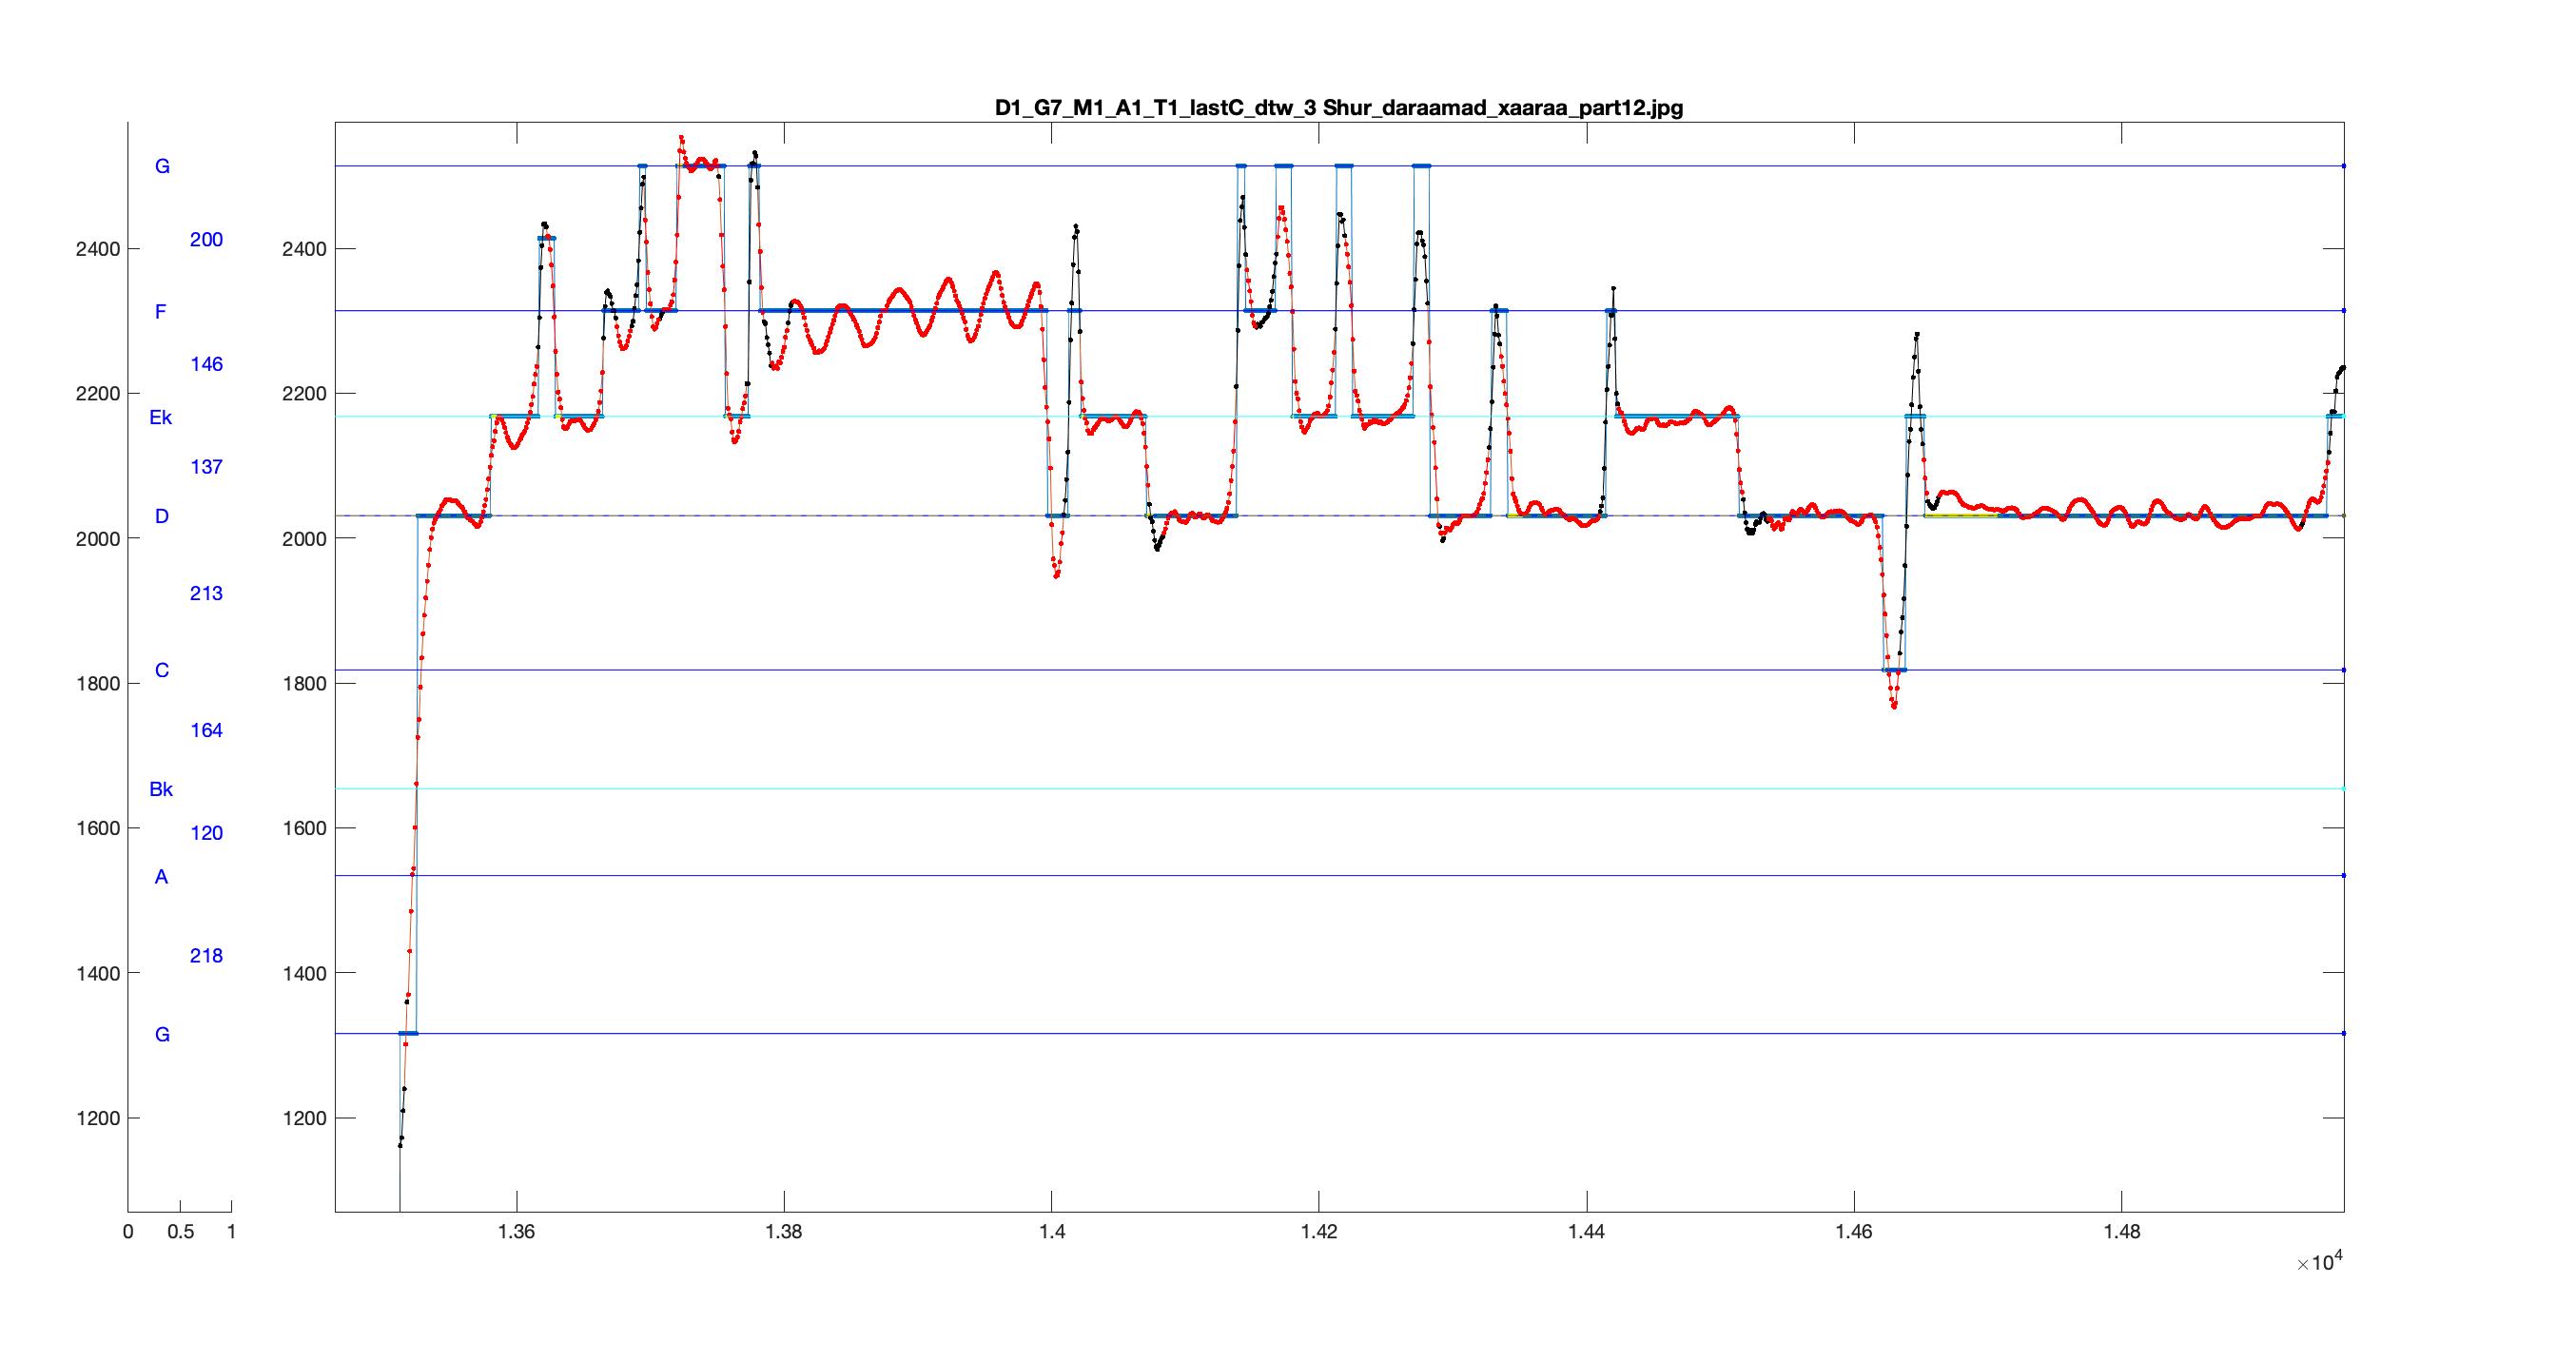 D1_G7_M1_A1_T1_lastC_dtw_3 Shur_daraamad_xaaraa_part12.jpg
G
2400 200 2400
F
146
2200 2200
Ek
137
D
2000 2000
213
C
1800 1800
164
Bk
1600 120 1600
A
218
1400 1400
G
1200 1200
0 0.5 1 1.36 1.38 1.4 1.42 1.44 1.46 1.48
×10^4